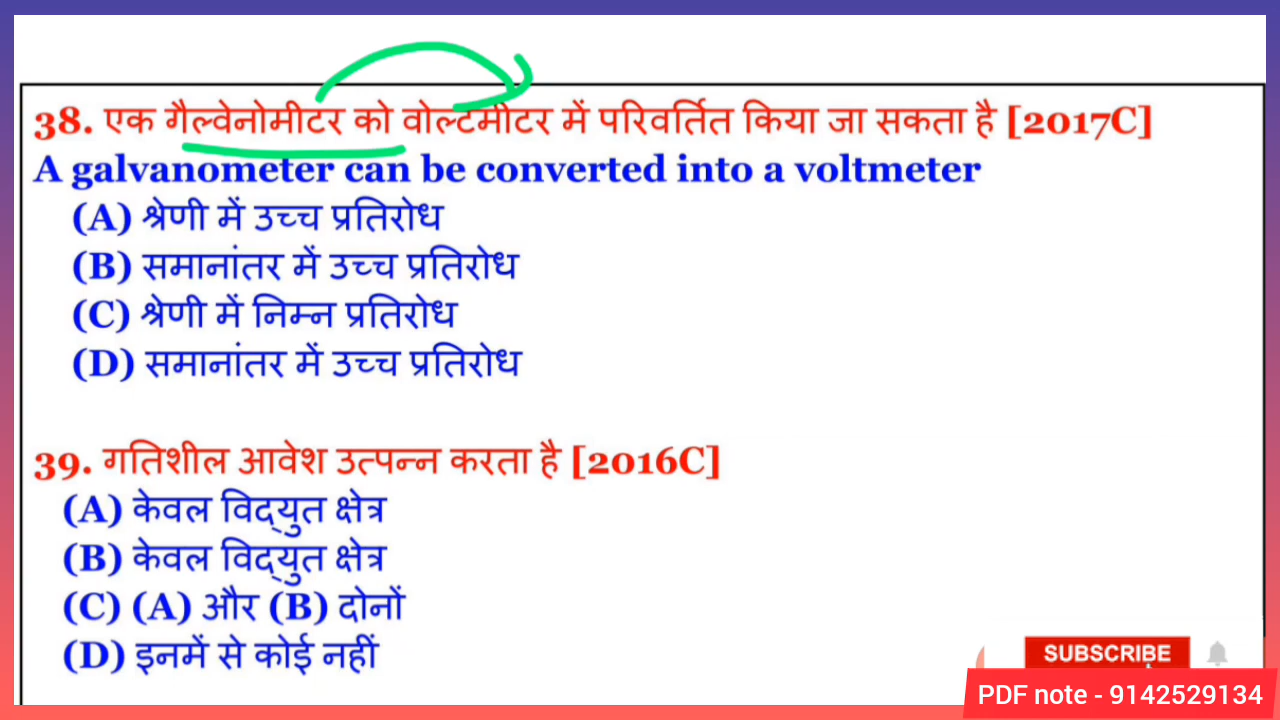 38. एक गैल्वेनोमीटर को वोल्टमीटर में परिवर्तित किया जा सकता है [2017C]
A galvanometer can be converted into a voltmeter
(A) श्रेणी में उच्च प्रतिरोध
(B) समानांतर में उच्च प्रतिरोध
(C) श्रेणी में निम्न प्रतिरोध
(D) समानांतर में उच्च प्रतिरोध
39. गतिशील आवेश उत्पन्न करता है [2016C]
(A) केवल विद्युत क्षेत्र
(B) केवल विद्युत क्षेत्र
(C) (A) और (B) दोनों
(D) इनमें से कोई नहीं
SUBSCRIBE
PDF note - 9142529134